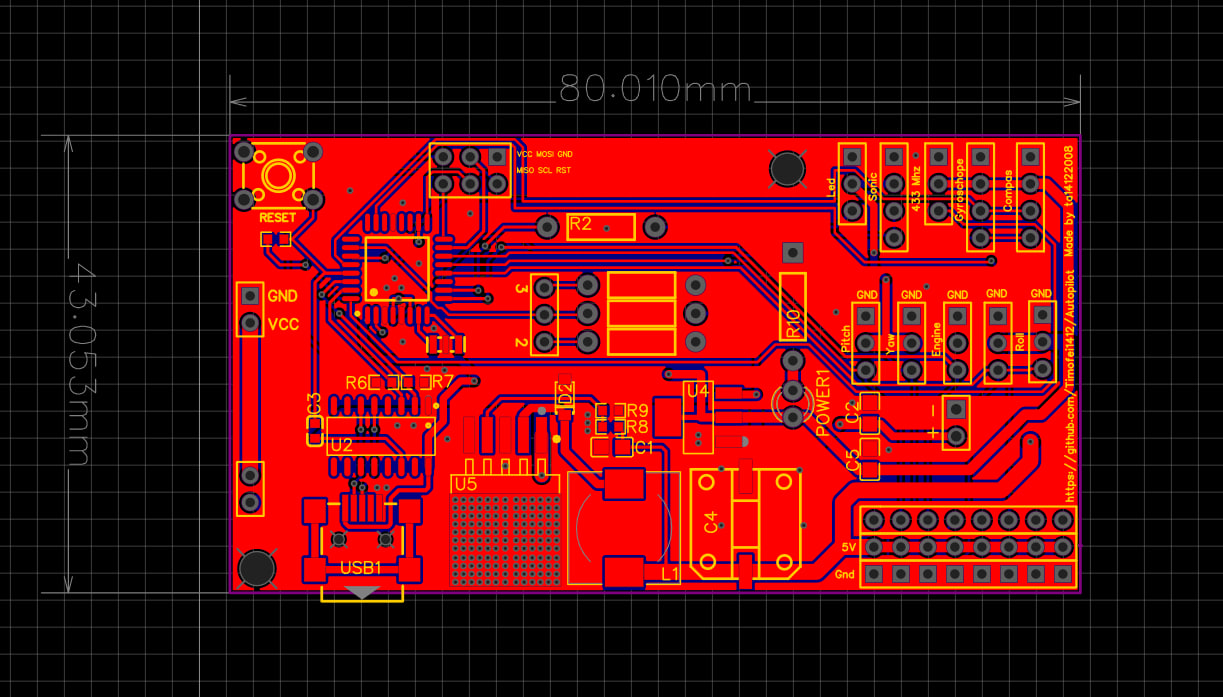 80.010mm
43.053mm
VCC MOSI GND
MISO SCL RST
RESET
R2
Led
Sonic
433 Mhz
Gyroschope
Compas
GND
VCC
3
2
R10
GND
GND
GND
GND
GND
Pitch
Yaw
Engine
Roll
https://github.com/Timofei1412/Autopilot Made by ta14122008
R6
R7
C3
D2
U4
POWER1
R9
R8
C1
C2
-
+
U2
C5
U5
C4
USB1
L1
5V
Gnd